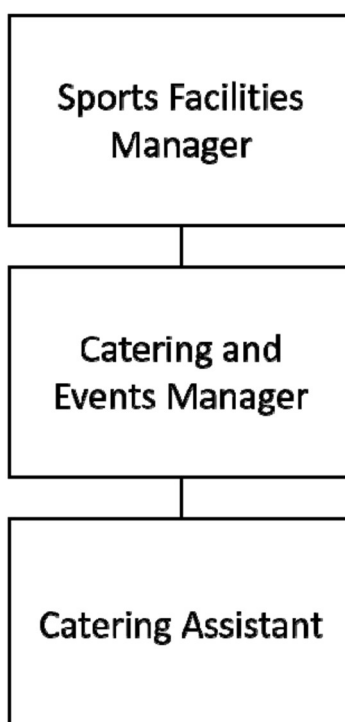 Sports Facilities
Manager
Catering and
Events Manager
Catering Assistant